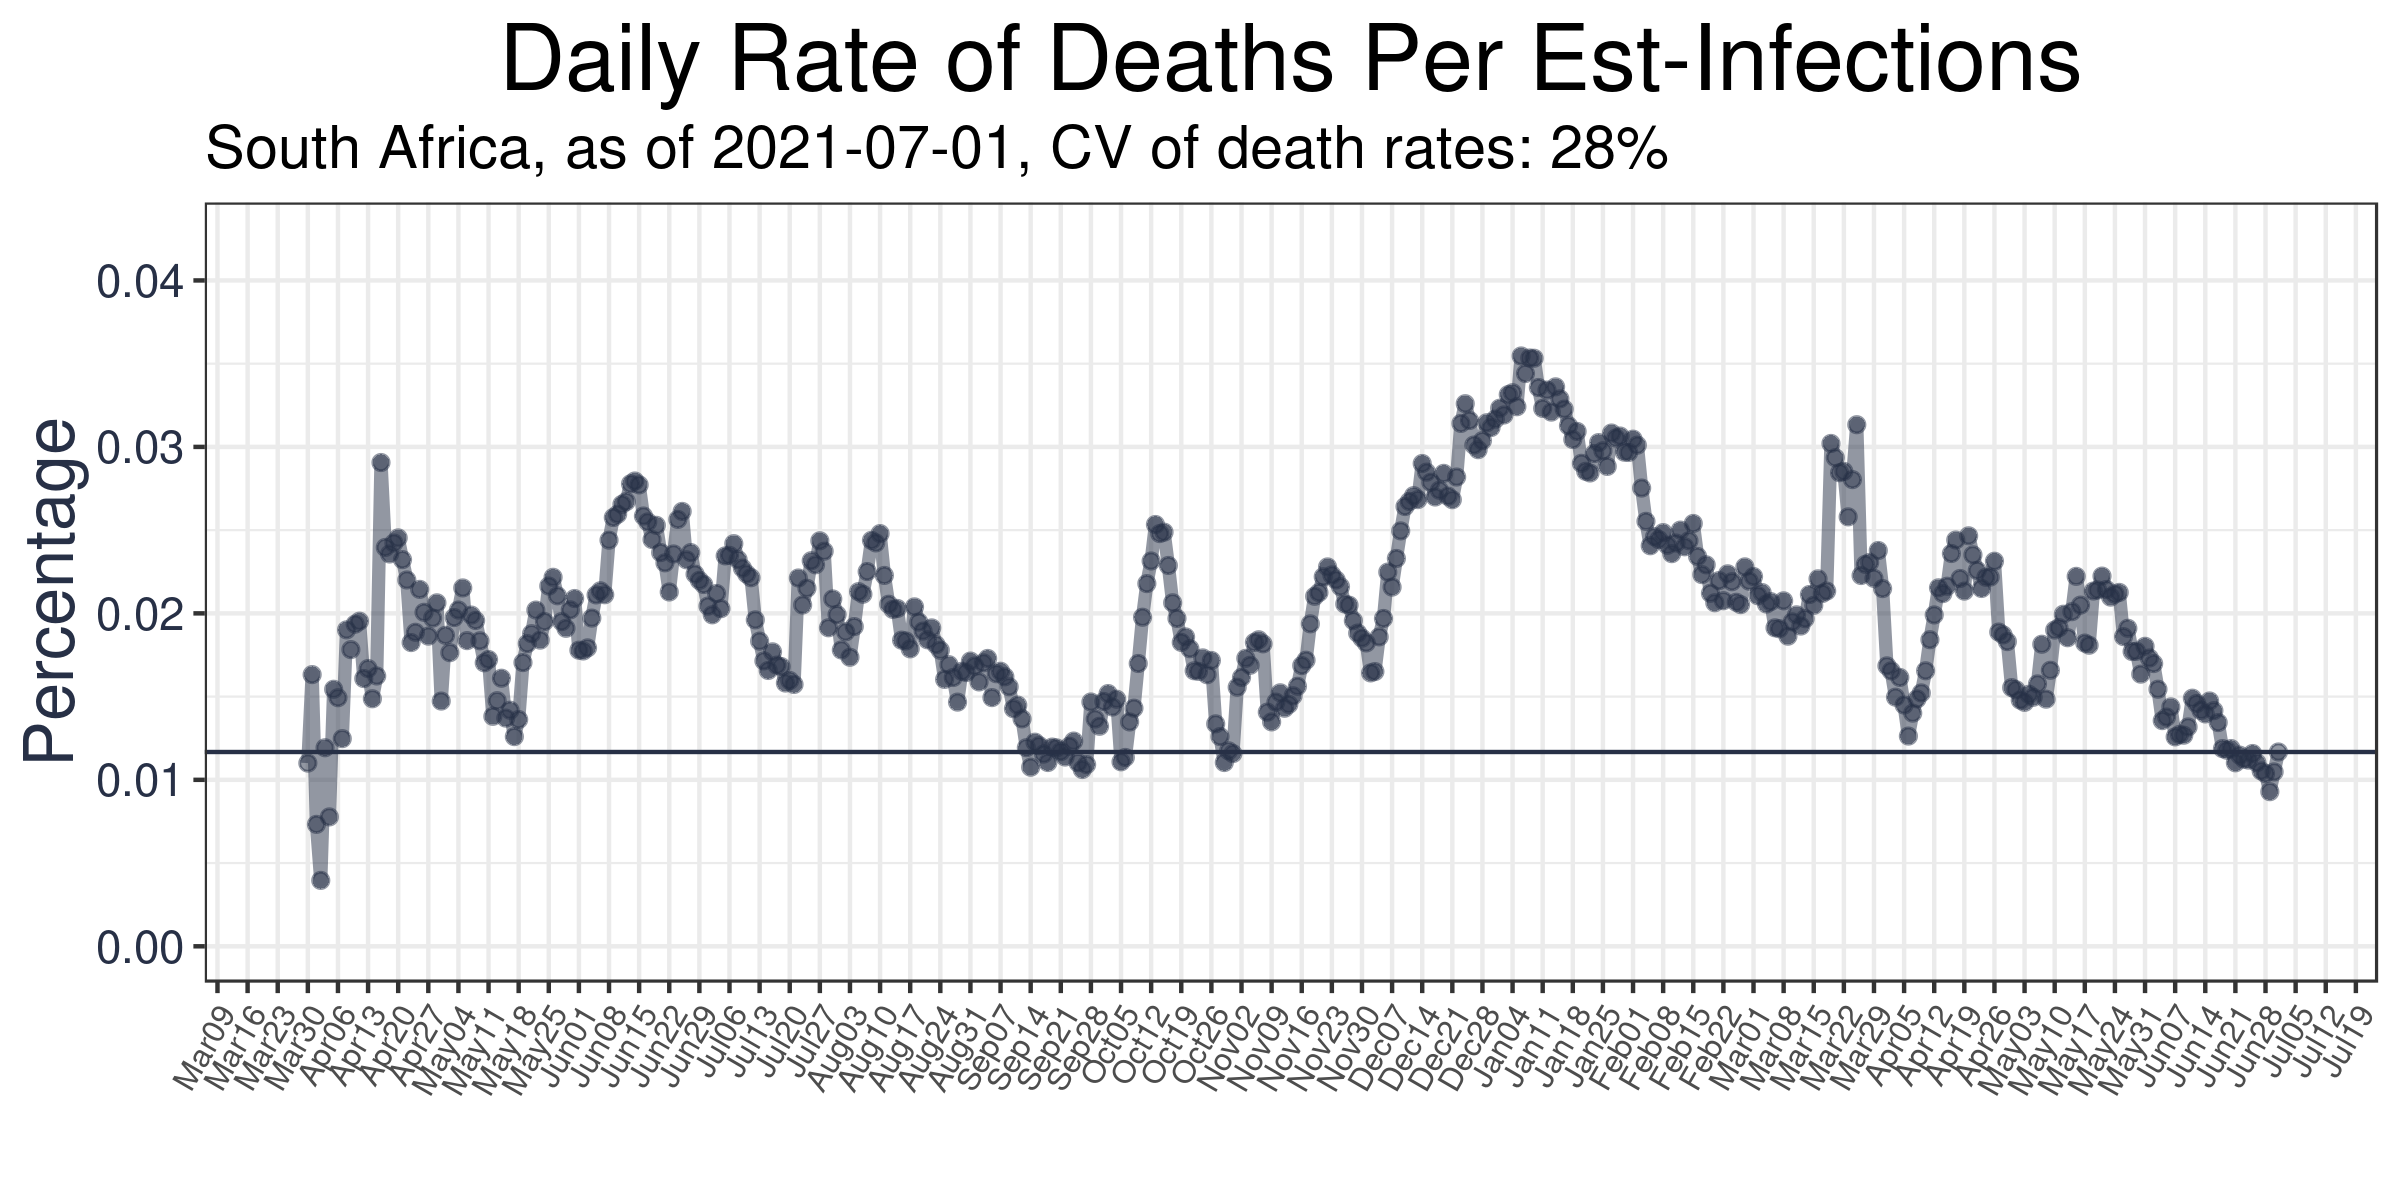 Daily Rate of Deaths Per Est-Infections
South Africa, as of 2021-07-01, CV of death rates: 28%
Percentage
0.04
0.03
0.02
0.01
0.00
Mar09
Mar16
Mar23
Mar30
Apr06
Apr13
Apr20
Apr27
May04
May11
May18
May25
Jun01
Jun08
Jun15
Jun22
Jun29
Jul06
Jul13
Jul20
Jul27
Aug03
Aug10
Aug17
Aug24
Aug31
Sep07
Sep14
Sep21
Sep28
Oct05
Oct12
Oct19
Oct26
Nov02
Nov09
Nov16
Nov23
Nov30
Dec07
Dec14
Dec21
Dec28
Jan04
Jan11
Jan18
Jan25
Feb01
Feb08
Feb15
Feb22
Mar01
Mar08
Mar15
Mar22
Mar29
Apr05
Apr12
Apr19
Apr26
May03
May10
May17
May24
May31
Jun07
Jun14
Jun21
Jun28
Jul05
Jul12
Jul19